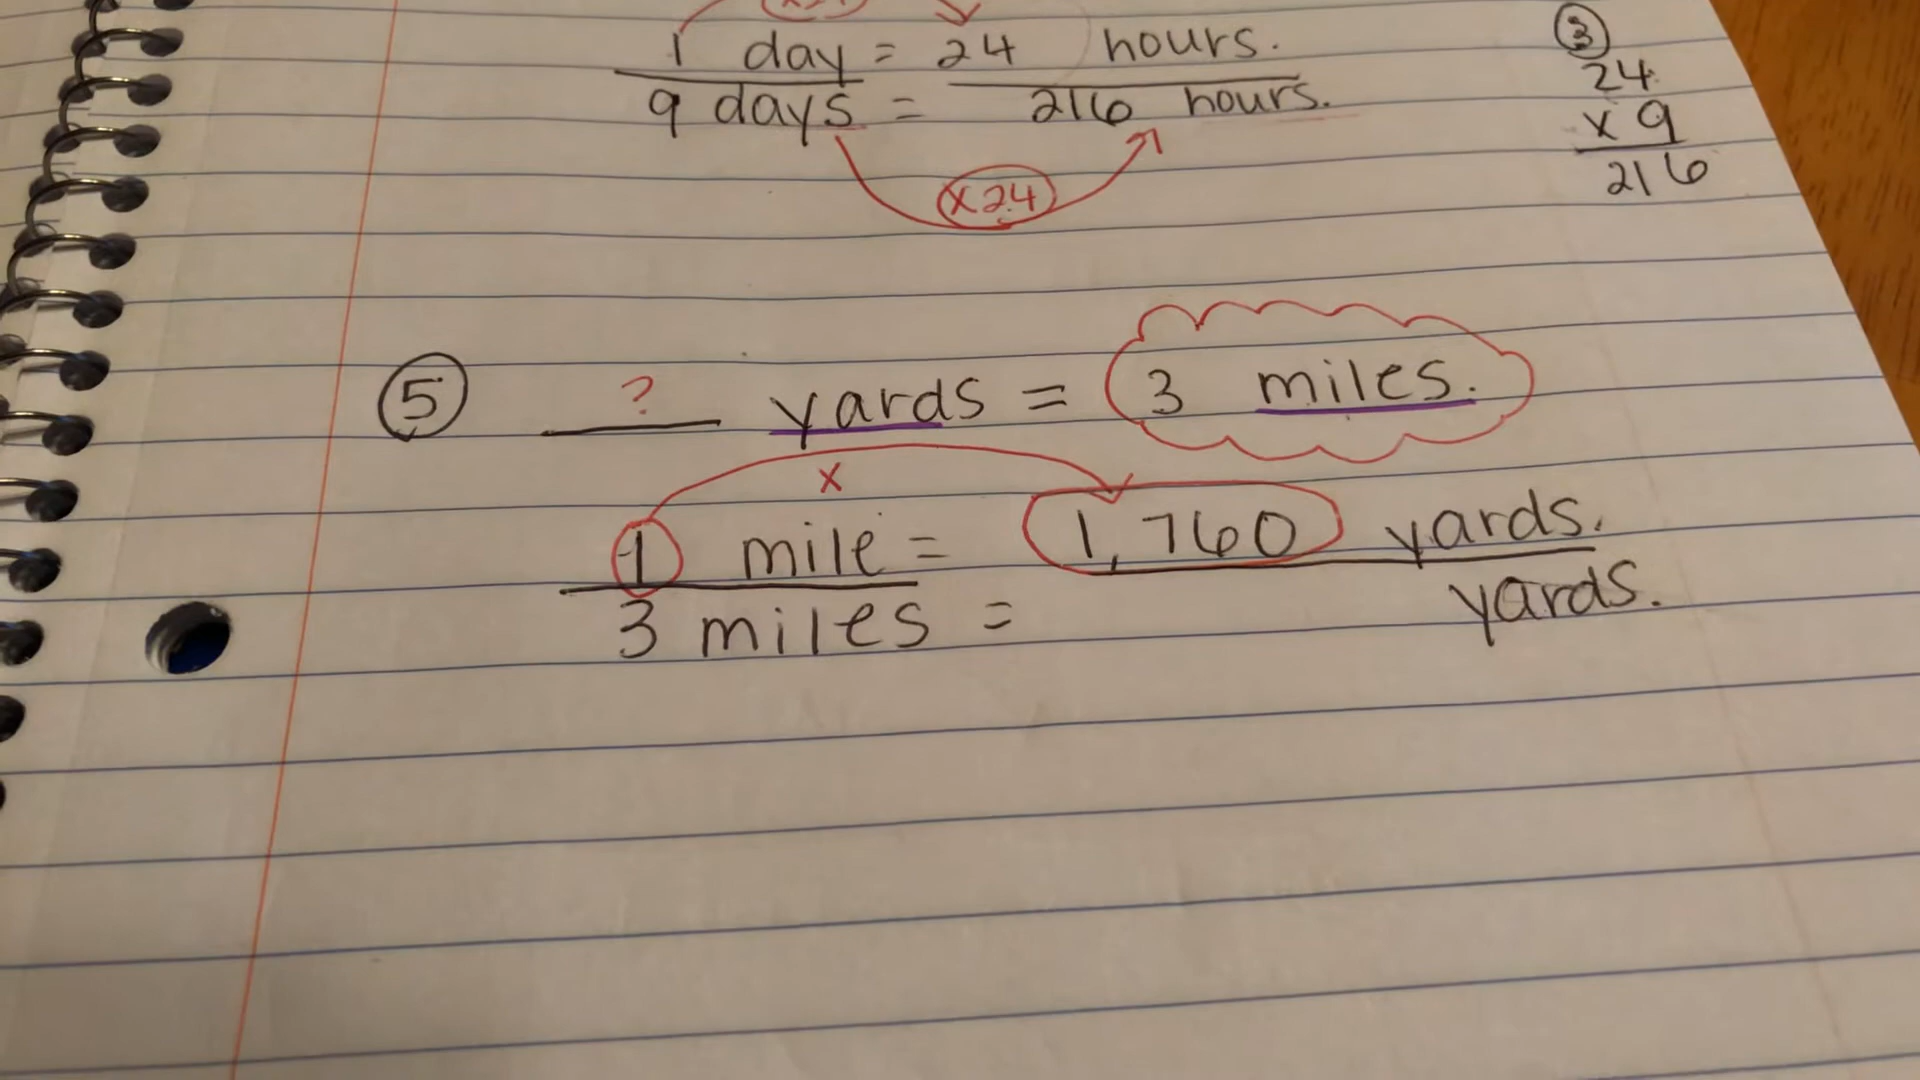 1 day = 24 hours.
9 days = 216 hours.
x24
3
24
x 9
216
5 ? yards = 3 miles.
x
1 mile = 1,760 yards.
3 miles = yards.